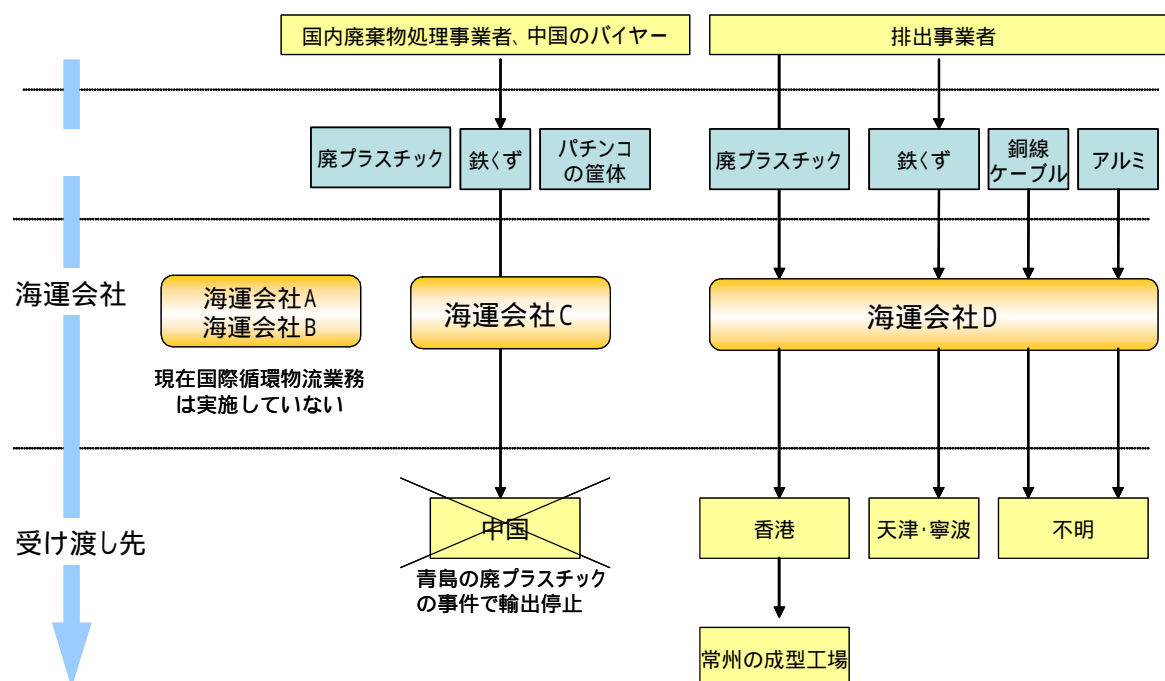 国内廃棄物処理事業者、中国のバイヤー
排出事業者
廃プラスチック
鉄くず
パチンコ
の筐体
廃プラスチック
鉄くず
銅線
ケーブル
アルミ
海運会社
海運会社A
海運会社B
海運会社C
海運会社D
現在国際循環物流業務
は実施していない
受け渡し先
中国
香港
天津・寧波
不明
青島の廃プラスチック
の事件で輸出停止
常州の成型工場